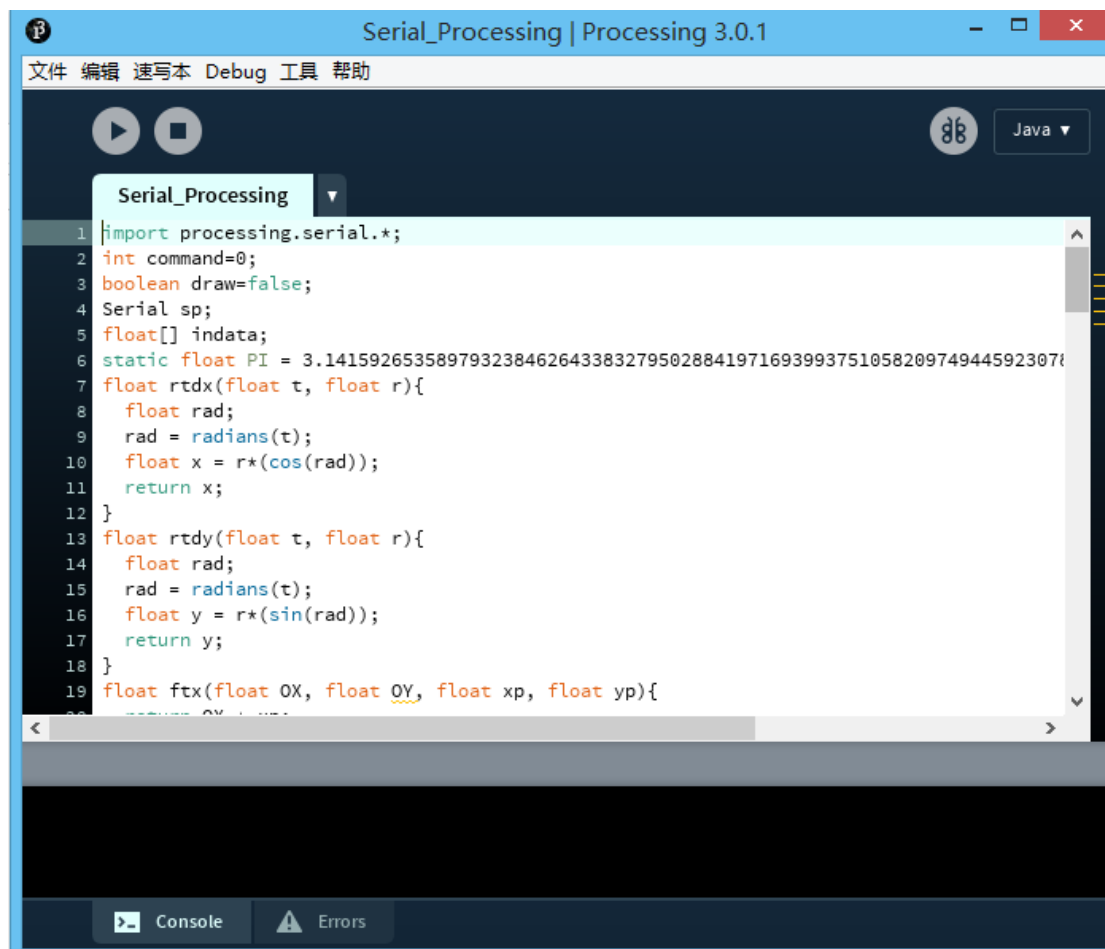 Serial_Processing | Processing 3.0.1
文件 编辑 速写本 Debug 工具 帮助
Java
Serial_Processing
1 import processing.serial.*;
2 int command=0;
3 boolean draw=false;
4 Serial sp;
5 float[] indata;
6 static float PI = 3.1415926535897932384626433832795028841971693993751058209749445923078
7 float rtdx(float t, float r){
8 float rad;
9 rad = radians(t);
10 float x = r*(cos(rad));
11 return x;
12 }
13 float rtdy(float t, float r){
14 float rad;
15 rad = radians(t);
16 float y = r*(sin(rad));
17 return y;
18 }
19 float ftx(float OX, float OY, float xp, float yp){
Console
Errors